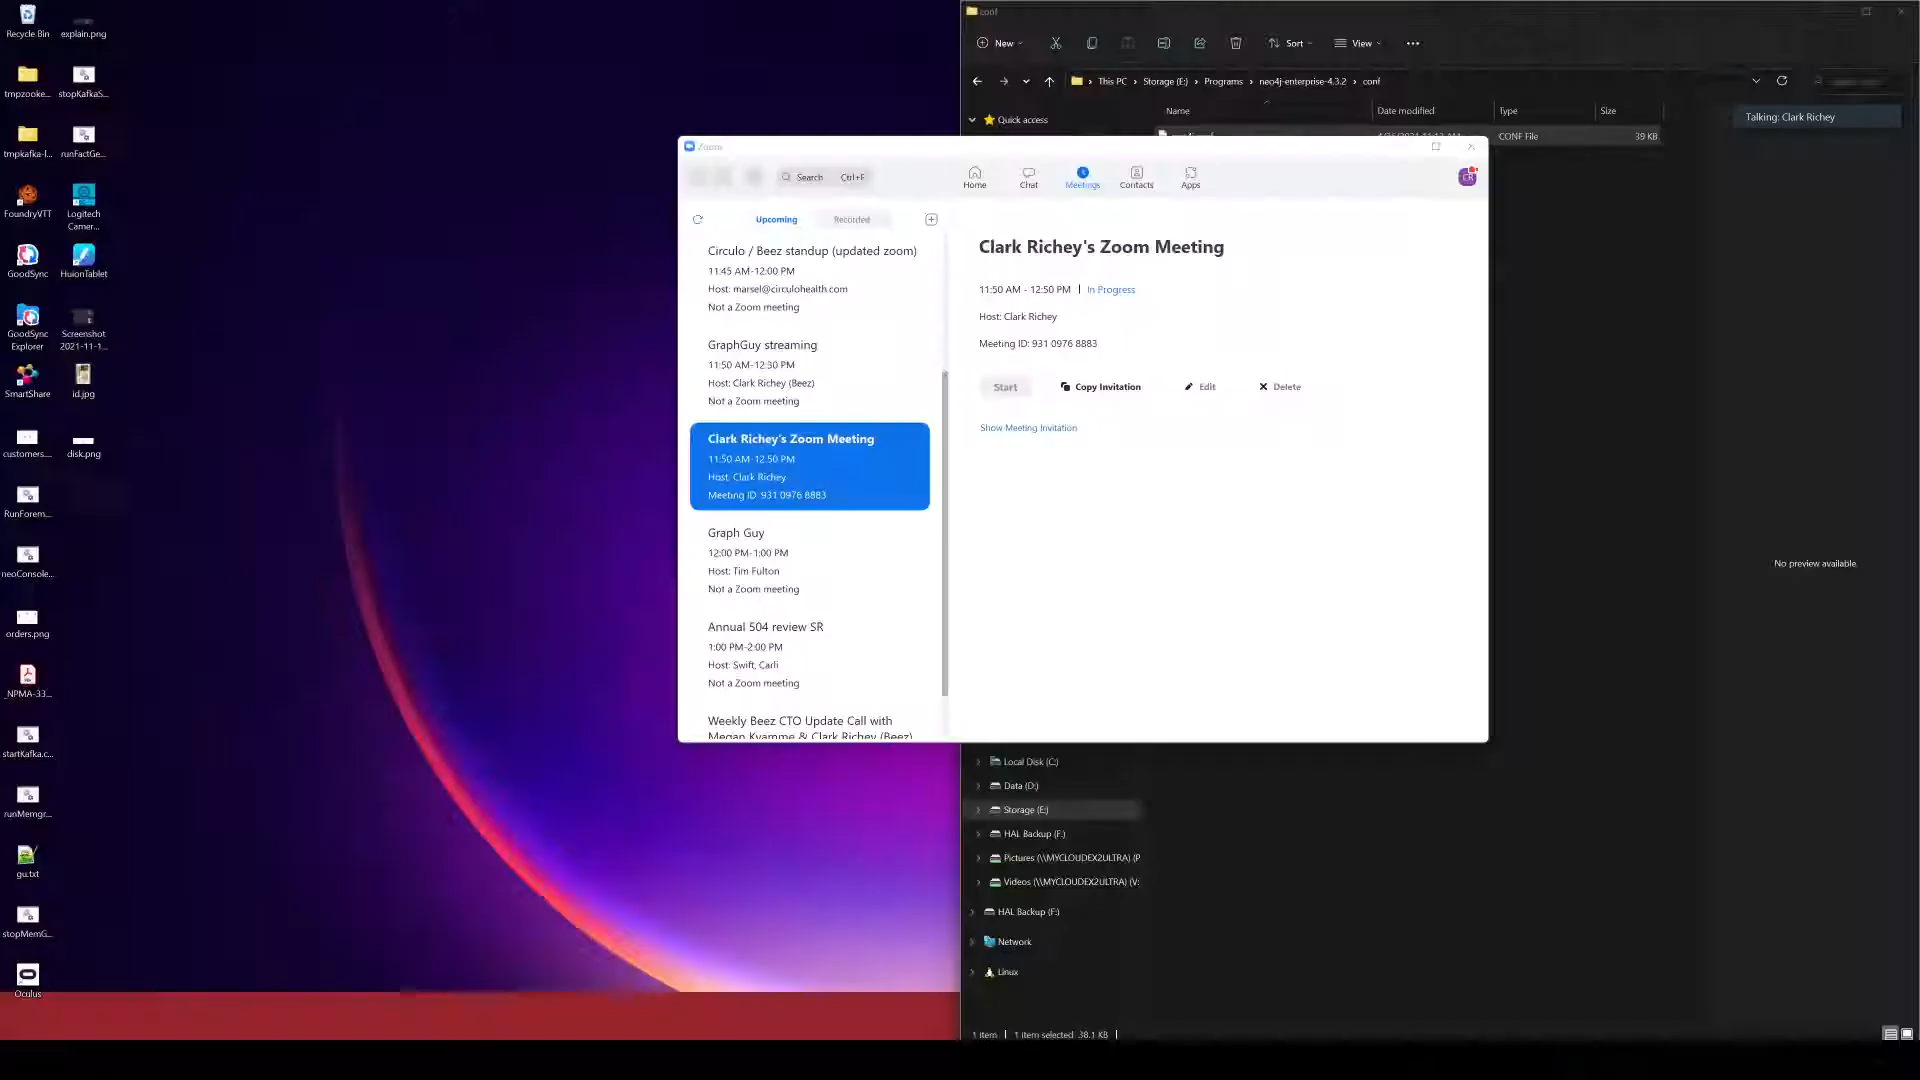 Recycle Bin
explain.png
tmpzooke...
stopKafkaS...
tmpkafka-l...
runFactGe...
FoundryVTT
Logitech
Camer...
GoodSync
HuionTablet
GoodSync
Explorer
Screenshot
2021-11-1...
SmartShare
id.jpg
customers....
disk.png
RunForem...
neoConsole...
orders.png
_NPMA-33...
startKafka.c...
runMemgr...
gu.txt
stopMemG...
Oculus
conf
New
Sort
View
This PC
Storage (E:)
Programs
neo4j-enterprise-4.3.2
conf
Name
Date modified
Type
Size
Quick access
CONF File
39 KB
Talking: Clark Richey
No preview available.
Zoom
Search
Ctrl+F
Home
Chat
Meetings
Contacts
Apps
CR
Upcoming
Recorded
Circulo / Beez standup (updated zoom)
11:45 AM-12:00 PM
Host: marsel@circulohealth.com
Not a Zoom meeting
GraphGuy streaming
11:50 AM-12:30 PM
Host: Clark Richey (Beez)
Not a Zoom meeting
Clark Richey's Zoom Meeting
11:50 AM-12:50 PM
Host: Clark Richey
Meeting ID: 931 0976 8883
Graph Guy
12:00 PM-1:00 PM
Host: Tim Fulton
Not a Zoom meeting
Annual 504 review SR
1:00 PM-2:00 PM
Host: Swift, Carli
Not a Zoom meeting
Weekly Beez CTO Update Call with
Megan Kvamme & Clark Richey (Beez)
Clark Richey's Zoom Meeting
11:50 AM - 12:50 PM | In Progress
Host: Clark Richey
Meeting ID: 931 0976 8883
Start
Copy Invitation
Edit
Delete
Show Meeting Invitation
Local Disk (C:)
Data (D:)
Storage (E:)
HAL Backup (F:)
Pictures (\\MYCLOUDEX2ULTRA) (P
Videos (\\MYCLOUDEX2ULTRA) (V:
HAL Backup (F:)
Network
Linux
1 item
1 item selected 38.1 KB